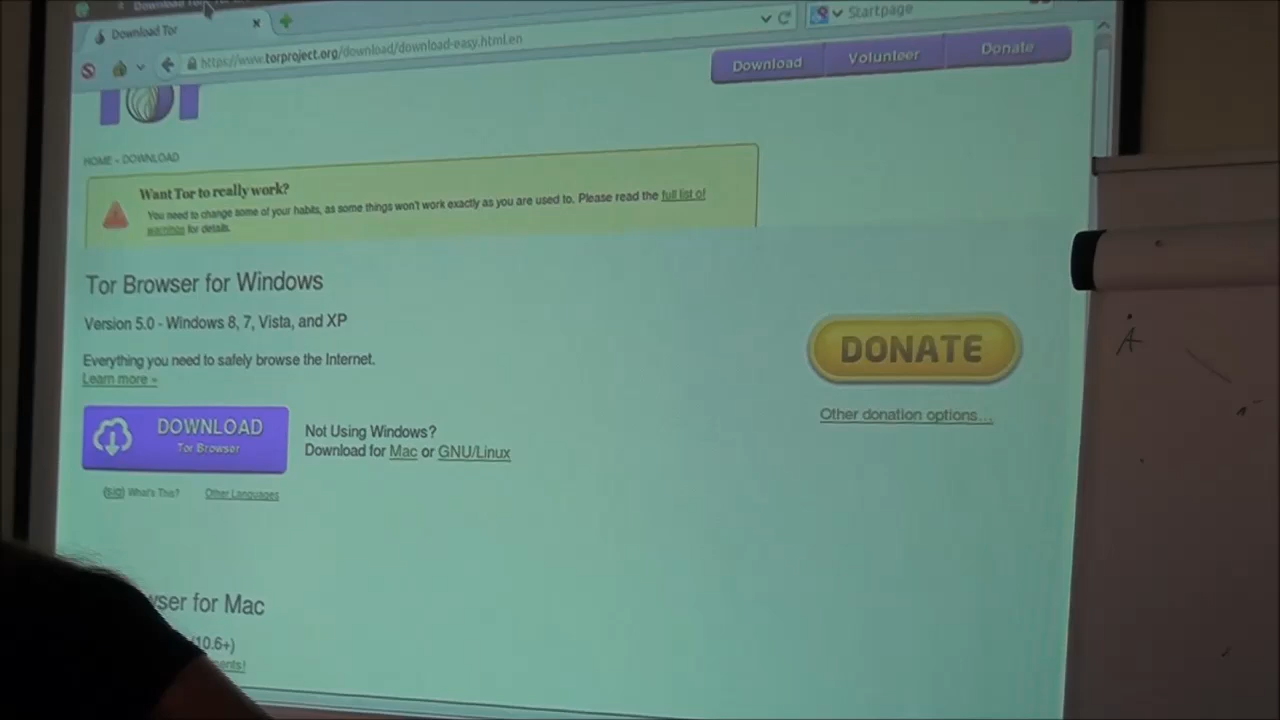 Download Tor
https://www.torproject.org/download/download-easy.html.en
Startpage
Download
Volunteer
Donate
HOME » DOWNLOAD
Want Tor to really work?
You need to change some of your habits, as some things won't work exactly as you are used to. Please read the full list of
warnings for details.
Tor Browser for Windows
Version 5.0 - Windows 8, 7, Vista, and XP
Everything you need to safely browse the Internet.
Learn more »
DOWNLOAD
Tor Browser
Not Using Windows?
Download for Mac or GNU/Linux
(sig) What's This?
Other Languages
DONATE
Other donation options...
wser for Mac
(10.6+)
ents!
A